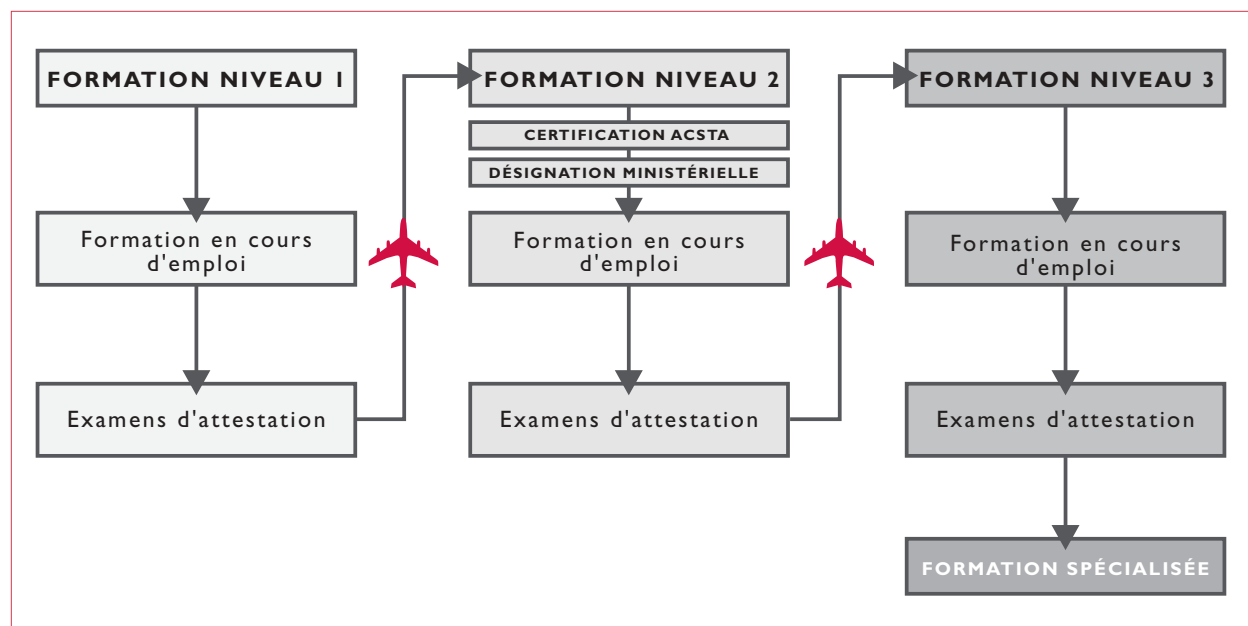 FORMATION NIVEAU 1
Formation en cours
d'emploi
Examens d'attestation
FORMATION NIVEAU 2
CERTIFICATION ACSTA
DÉSIGNATION MINISTÉRIELLE
Formation en cours
d'emploi
Examens d'attestation
FORMATION NIVEAU 3
Formation en cours
d'emploi
Examens d'attestation
FORMATION SPÉCIALISÉE